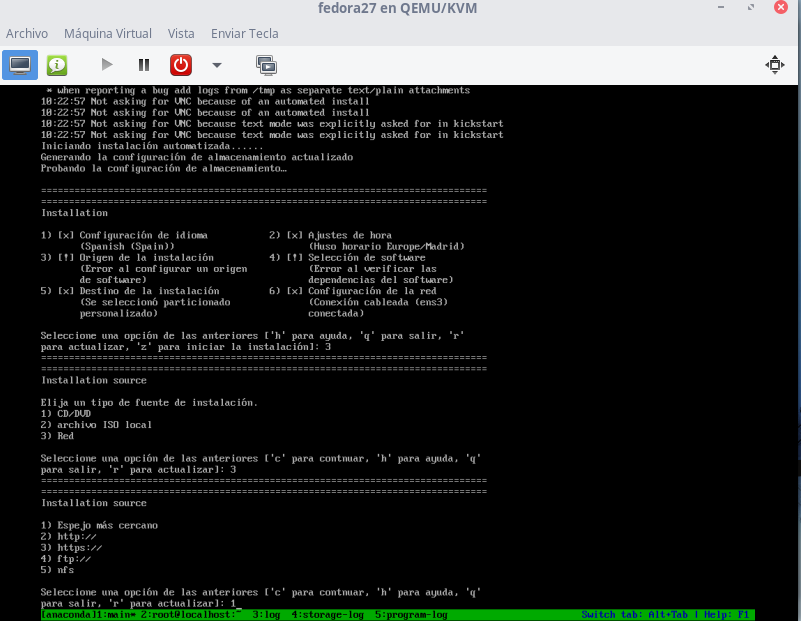 fedora27 en QEMU/KVM
Archivo Máquina Virtual Vista Enviar Tecla
* when reporting a bug add logs from /tmp as separate text/plain attachments
10:22:57 Not asking for VNC because of an automated install
10:22:57 Not asking for VNC because of an automated install
10:22:57 Not asking for VNC because text mode was explicitly asked for in kickstart
10:22:57 Not asking for VNC because text mode was explicitly asked for in kickstart
Iniciando instalación automatizada......
Generando la configuración de almacenamiento actualizado
Probando la configuración de almacenamiento…
================================================================================
================================================================================
Installation
1) [x] Configuración de idioma 2) [x] Ajustes de hora
(Spanish (Spain)) (Huso horario Europe/Madrid)
3) [!] Origen de la instalación 4) [!] Selección de software
(Error al configurar un origen (Error al verificar las
de software) dependencias del software)
5) [x] Destino de la instalación 6) [x] Configuración de la red
(Se seleccionó particionado (Conexión cableada (ens3)
personalizado) conectada)
Seleccione una opción de las anteriores ['h' para ayuda, 'q' para salir, 'r'
para actualizar, 'z' para iniciar la instalación]: 3
================================================================================
================================================================================
Installation source
Elija un tipo de fuente de instalación.
1) CD/DVD
2) archivo ISO local
3) Red
Seleccione una opción de las anteriores ['c' para contnuar, 'h' para ayuda, 'q'
para salir, 'r' para actualizar]: 3
================================================================================
================================================================================
Installation source
1) Espejo más cercano
2) http://
3) https://
4) ftp://
5) nfs
Seleccione una opción de las anteriores ['c' para contnuar, 'h' para ayuda, 'q'
para salir, 'r' para actualizar]: 1_
[anaconda]1:main* 2:root@localhost:~ 3:log 4:storage-log 5:program-log Switch tab: Alt+Tab | Help: F1